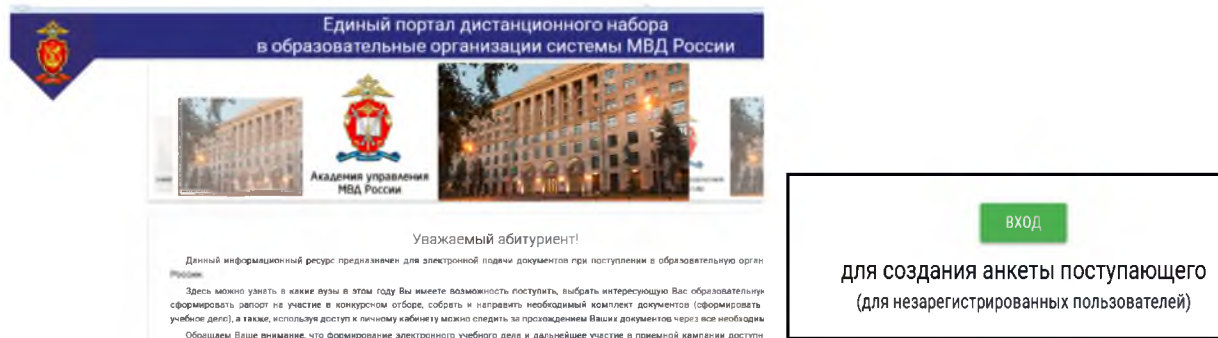 Единый портал дистанционного набора
в образовательные организации системы МВД России
Академия управления
МВД России
Уважаемый абитуриент!
Данный информационный ресурс предназначен для электронной подачи документов при поступлении в образовательную орган
России.
Здесь можно узнать в какие вузы в этом году Вы имеете возможность поступить, выбрать интересующую Вас образовательную
сформировать рапорт на участие в конкурсном отборе, собрать и направить необходимый комплект документов (сформировать
учебное дело), а также, используя доступ к личному кабинету можно следить за прохождением Ваших документов через все необходим
Обращаем Ваше внимание, что формирование электронного учебного дела и дальнейшее участие в приемной кампании доступн
ВХОД
для создания анкеты поступающего
(для незарегистрированных пользователей)